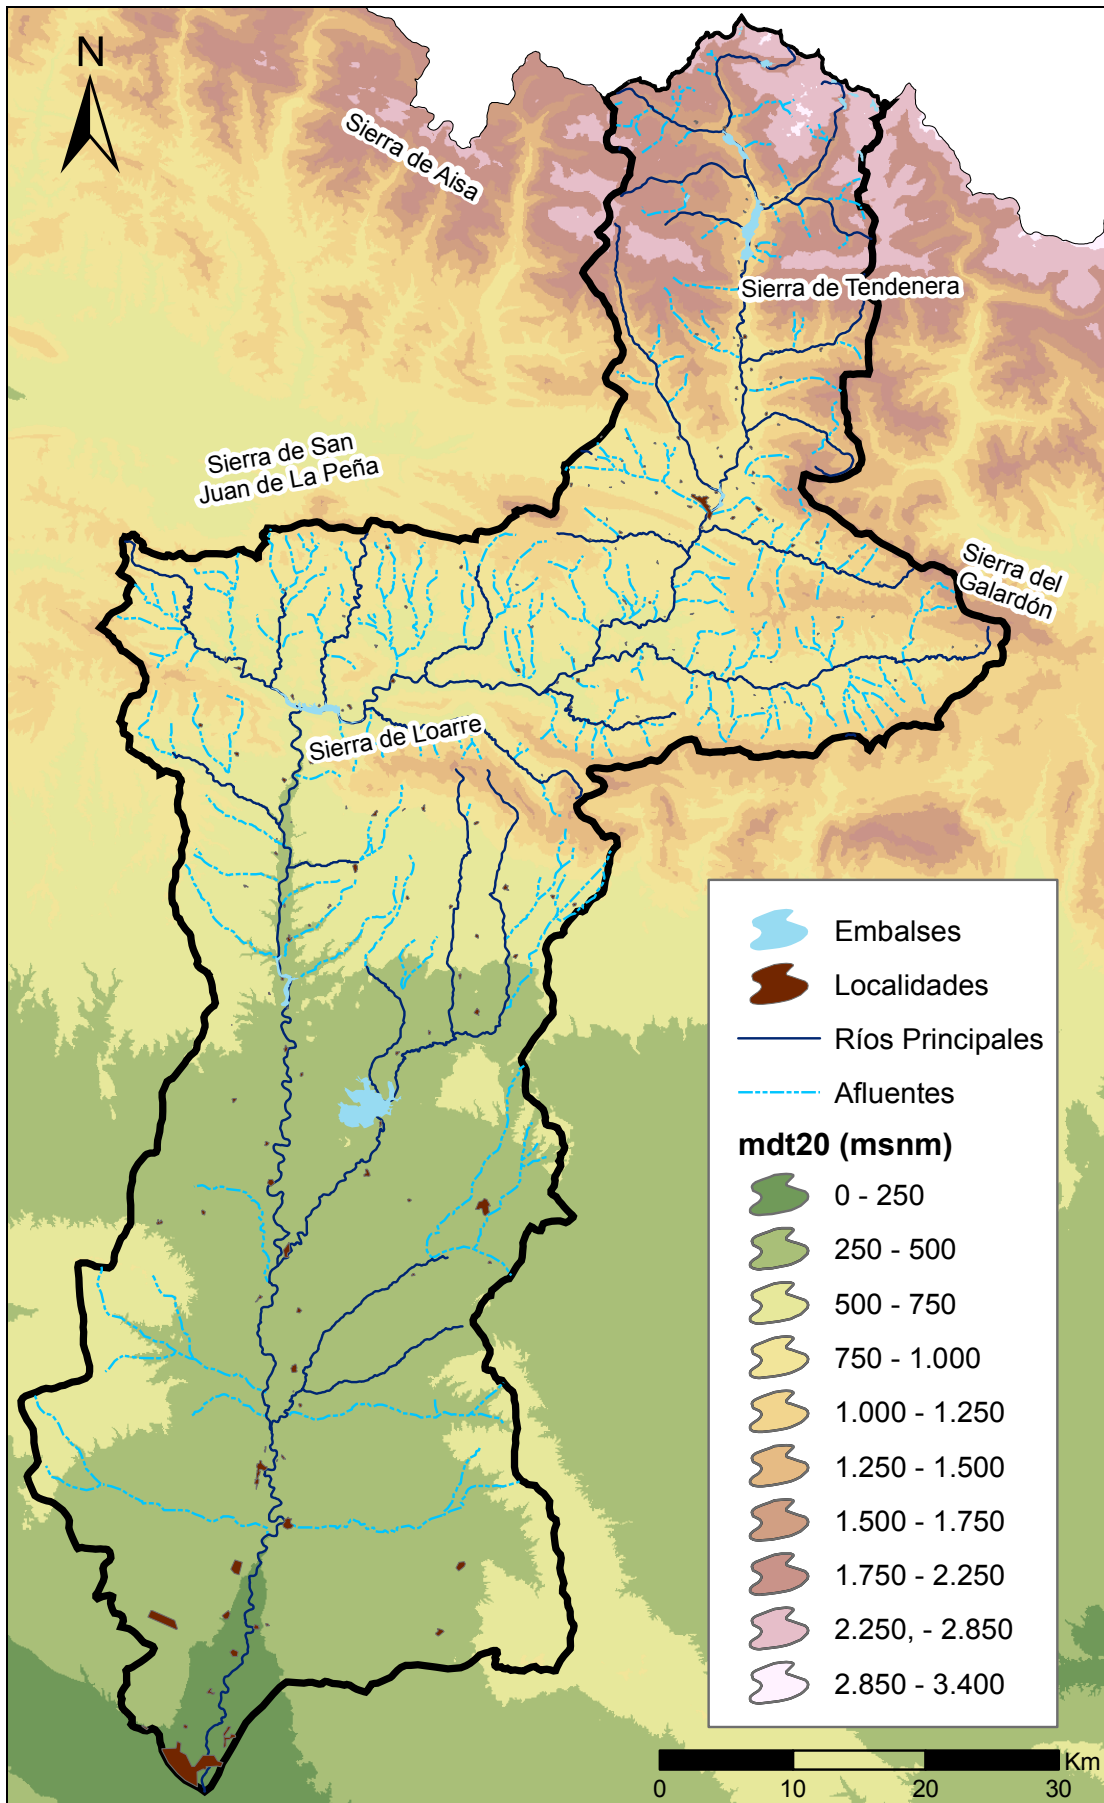 N
Sierra de Aisa
Sierra de Tendenera
Sierra de San
Juan de La Peña
Sierra del
Galardón
Sierra de Loarre
Embalses
Localidades
Ríos Principales
Afluentes
mdt20 (msnm)
0 - 250
250 - 500
500 - 750
750 - 1.000
1.000 - 1.250
1.250 - 1.500
1.500 - 1.750
1.750 - 2.250
2.250, - 2.850
2.850 - 3.400
Km
0 10 20 30